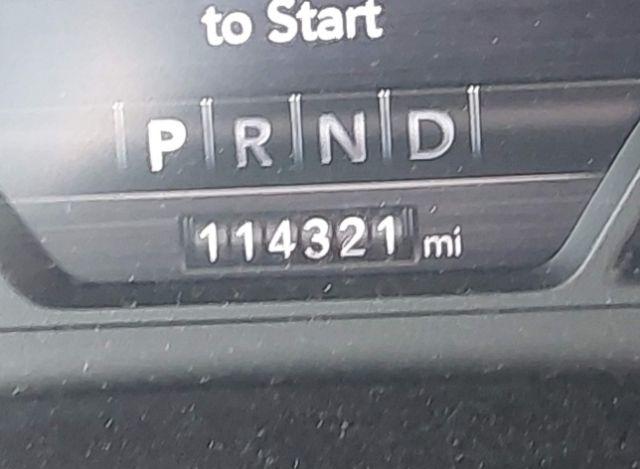 to Start
P R N D
114321 mi